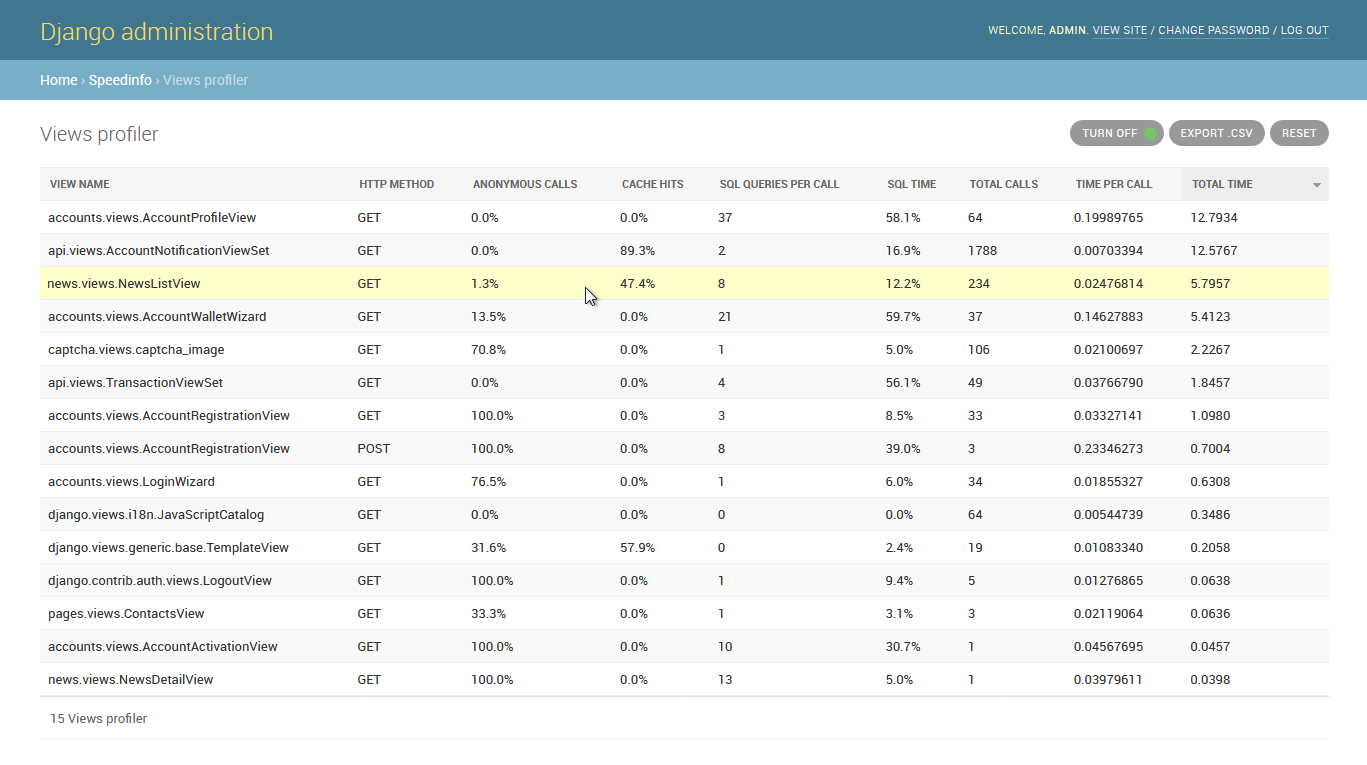 Django administration
WELCOME, ADMIN. VIEW SITE / CHANGE PASSWORD / LOG OUT
Home › Speedinfo › Views profiler
Views profiler
TURN OFF EXPORT .CSV RESET
VIEW NAME HTTP METHOD ANONYMOUS CALLS CACHE HITS SQL QUERIES PER CALL SQL TIME TOTAL CALLS TIME PER CALL TOTAL TIME
accounts.views.AccountProfileView GET 0.0% 0.0% 37 58.1% 64 0.19989765 12.7934
api.views.AccountNotificationViewSet GET 0.0% 89.3% 2 16.9% 1788 0.00703394 12.5767
news.views.NewsListView GET 1.3% 47.4% 8 12.2% 234 0.02476814 5.7957
accounts.views.AccountWalletWizard GET 13.5% 0.0% 21 59.7% 37 0.14627883 5.4123
captcha.views.captcha_image GET 70.8% 0.0% 1 5.0% 106 0.02100697 2.2267
api.views.TransactionViewSet GET 0.0% 0.0% 4 56.1% 49 0.03766790 1.8457
accounts.views.AccountRegistrationView GET 100.0% 0.0% 3 8.5% 33 0.03327141 1.0980
accounts.views.AccountRegistrationView POST 100.0% 0.0% 8 39.0% 3 0.23346273 0.7004
accounts.views.LoginWizard GET 76.5% 0.0% 1 6.0% 34 0.01855327 0.6308
django.views.i18n.JavaScriptCatalog GET 0.0% 0.0% 0 0.0% 64 0.00544739 0.3486
django.views.generic.base.TemplateView GET 31.6% 57.9% 0 2.4% 19 0.01083340 0.2058
django.contrib.auth.views.LogoutView GET 100.0% 0.0% 1 9.4% 5 0.01276865 0.0638
pages.views.ContactsView GET 33.3% 0.0% 1 3.1% 3 0.02119064 0.0636
accounts.views.AccountActivationView GET 100.0% 0.0% 10 30.7% 1 0.04567695 0.0457
news.views.NewsDetailView GET 100.0% 0.0% 13 5.0% 1 0.03979611 0.0398
15 Views profiler